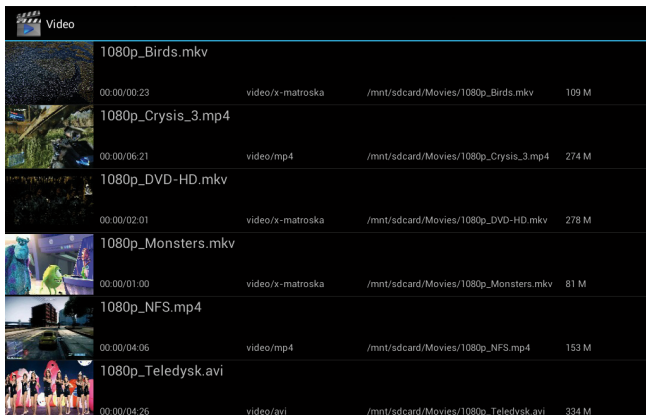 Video
1080p_Birds.mkv
00:00/00:23 video/x-matroska /mnt/sdcard/Movies/1080p_Birds.mkv 109 M
1080p_Crysis_3.mp4
00:00/06:21 video/mp4 /mnt/sdcard/Movies/1080p_Crysis_3.mp4 274 M
1080p_DVD-HD.mkv
00:00/02:01 video/x-matroska /mnt/sdcard/Movies/1080p_DVD-HD.mkv 278 M
1080p_Monsters.mkv
00:00/01:00 video/x-matroska /mnt/sdcard/Movies/1080p_Monsters.mkv 81 M
1080p_NFS.mp4
00:00/04:06 video/mp4 /mnt/sdcard/Movies/1080p_NFS.mp4 153 M
1080p_Teledysk.avi
00:00/04:26 video/avi /mnt/sdcard/Movies/1080p_Teledysk.avi 334 M